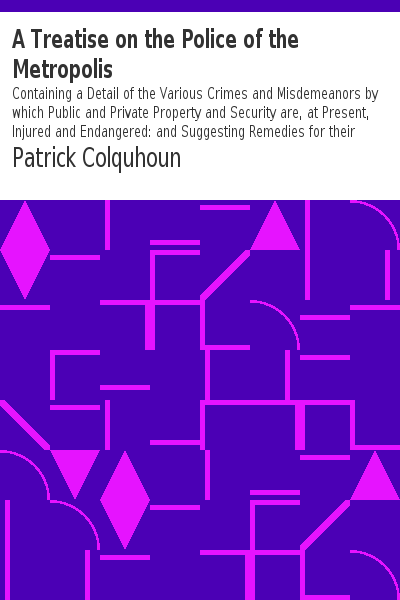 A Treatise on the Police of the
Metropolis
Containing a Detail of the Various Crimes and Misdemeanors by
which Public and Private Property and Security are, at Present,
Injured and Endangered: and Suggesting Remedies for their
Patrick Colquhoun